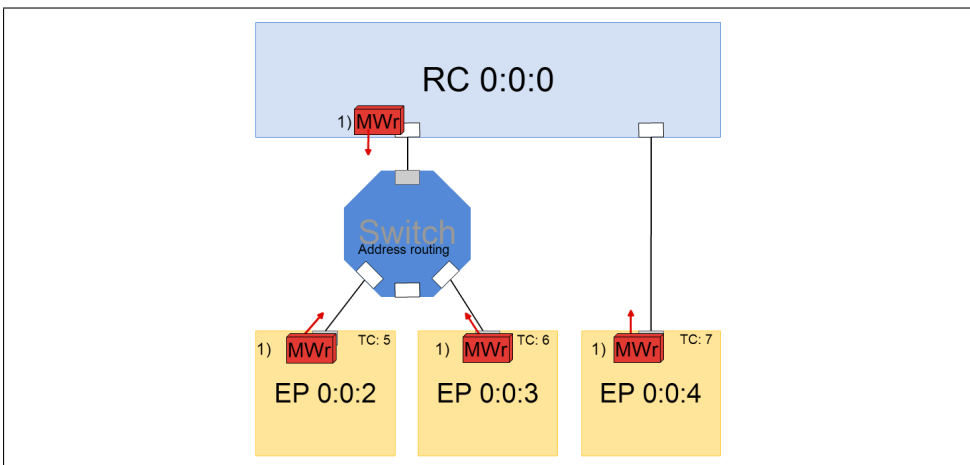 RC 0:0:0
1) MWr
Switch
Address routing
1) MWr TC: 5
EP 0:0:2
1) MWr TC: 6
EP 0:0:3
1) MWr TC: 7
EP 0:0:4